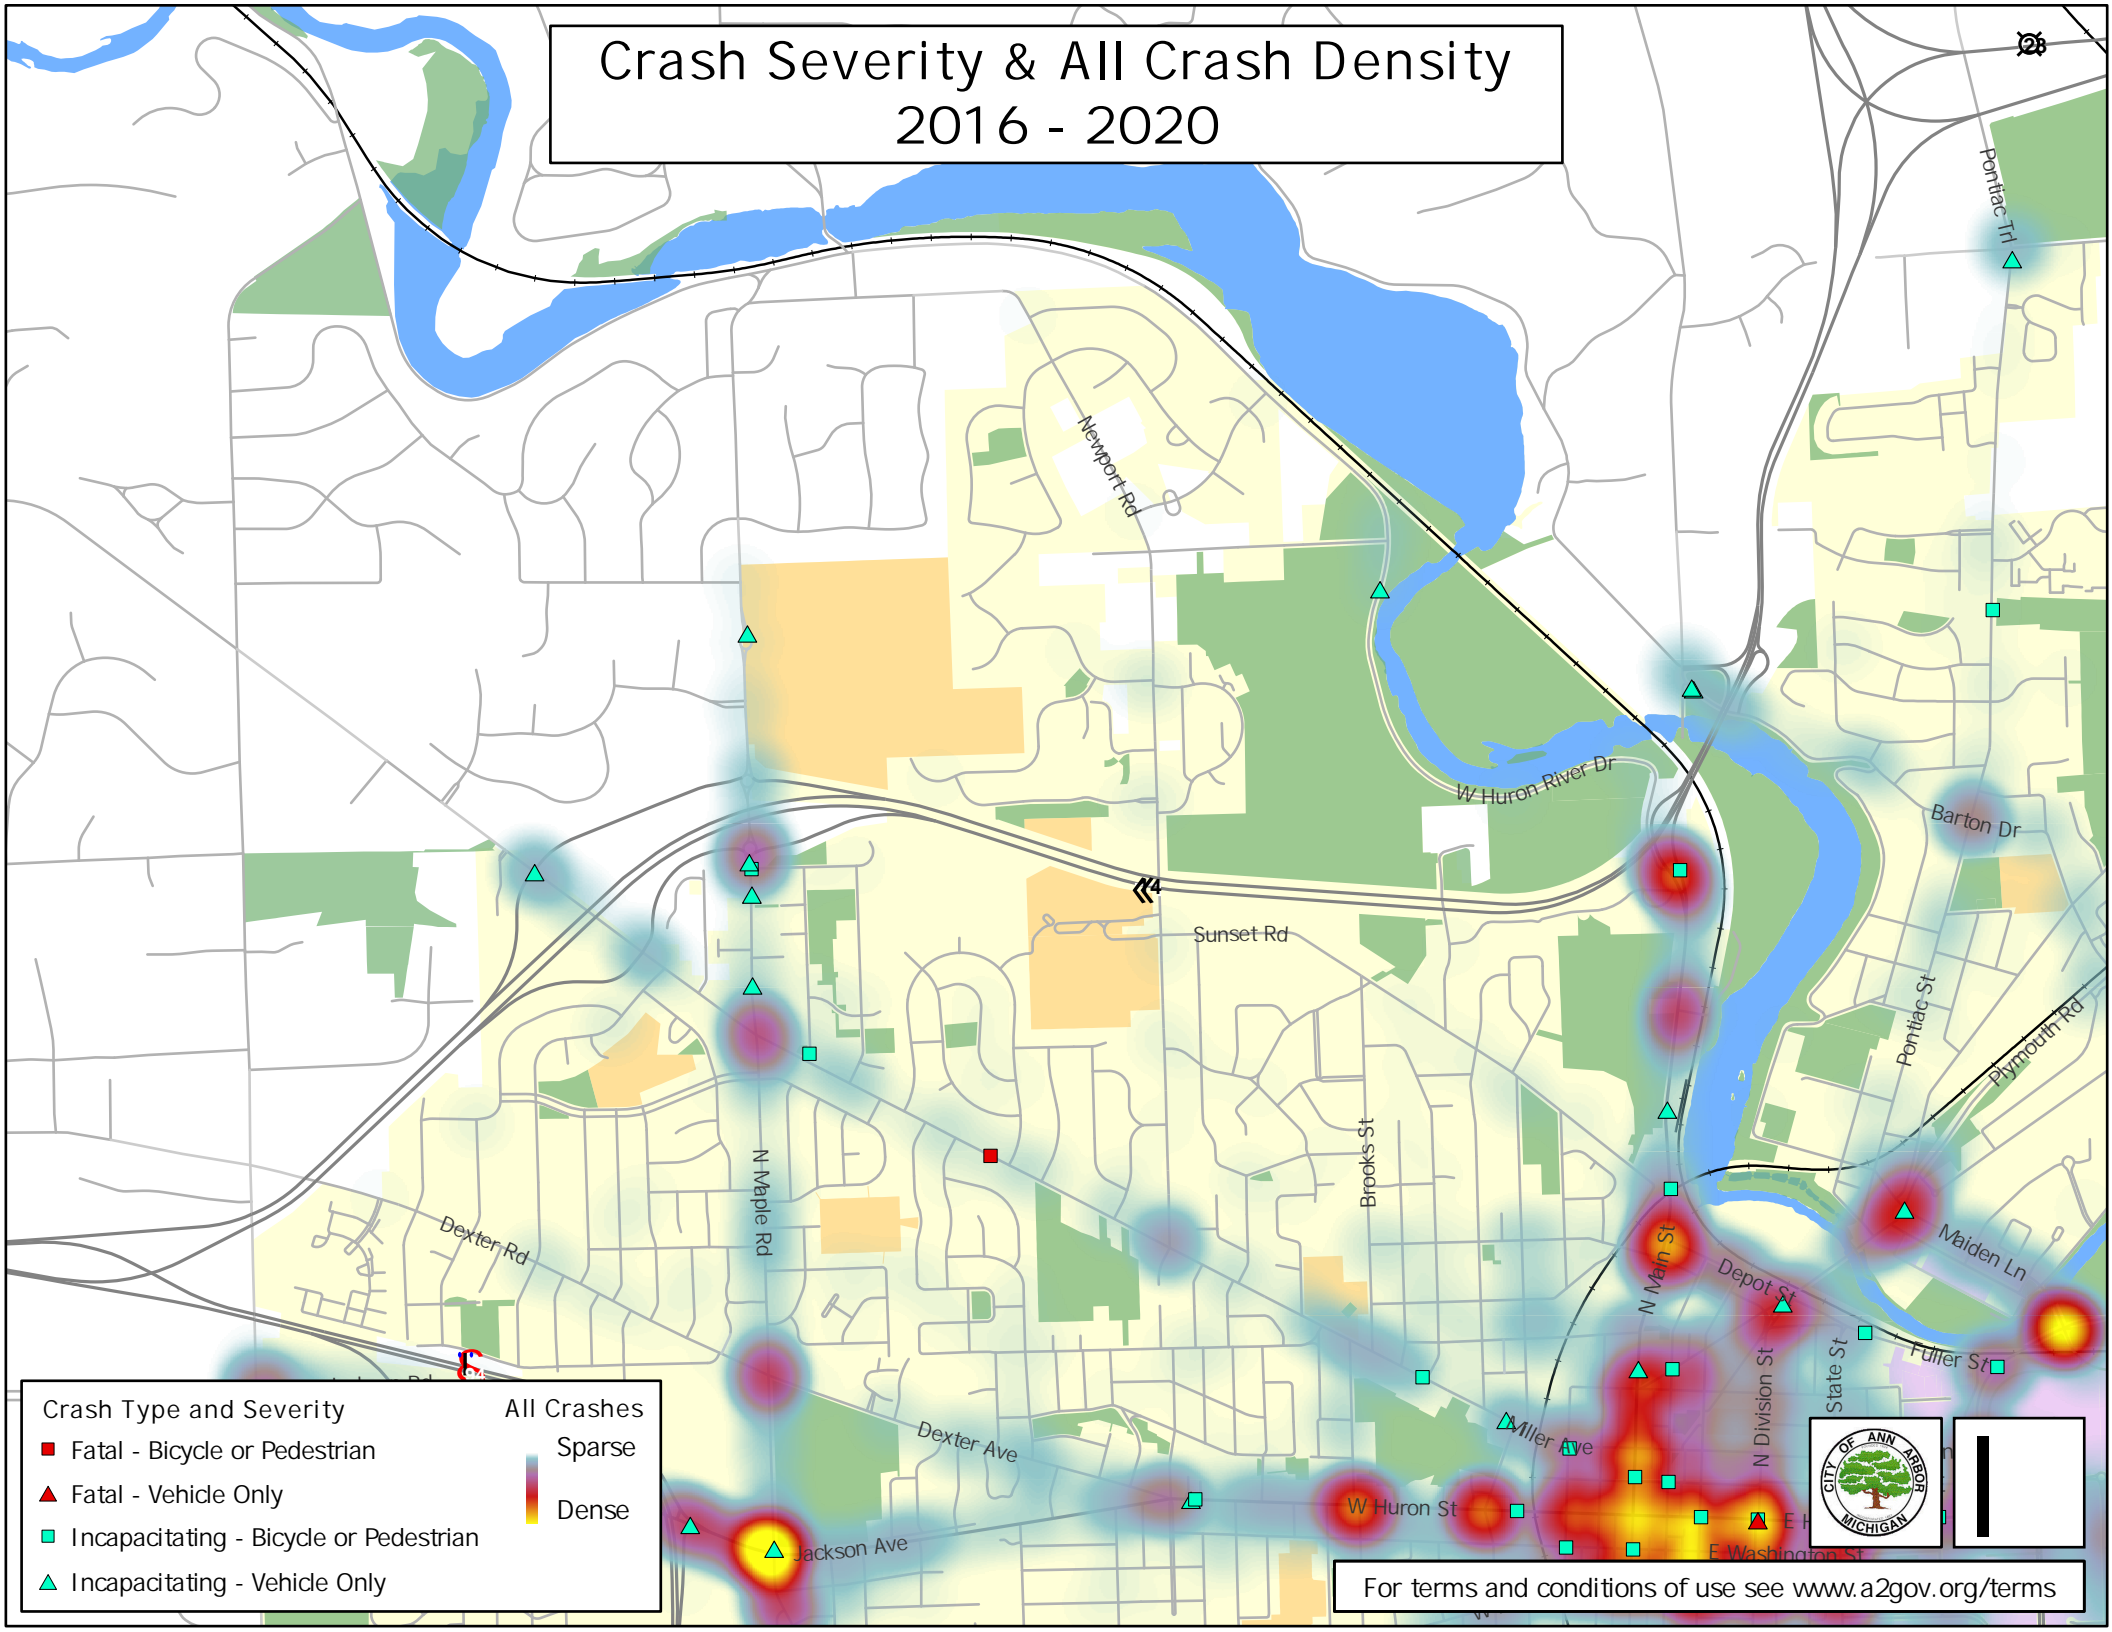 Crash Severity & All Crash Density
2016 - 2020
23
Pontiac Trl
Newport Rd
W Huron River Dr
Barton Dr
14
Sunset Rd
Pontiac St
Plymouth Rd
Brooks St
N Maple Rd
Dexter Rd
Maiden Ln
N Main St
Depot St
Fuller St
State St
N Division St
Dexter Ave
Miller Ave
W Huron St
Jackson Ave
E Washington St
Crash Type and Severity
Fatal - Bicycle or Pedestrian
Fatal - Vehicle Only
Incapacitating - Bicycle or Pedestrian
Incapacitating - Vehicle Only
All Crashes
Sparse
Dense
CITY OF ANN ARBOR
MICHIGAN
For terms and conditions of use see www.a2gov.org/terms